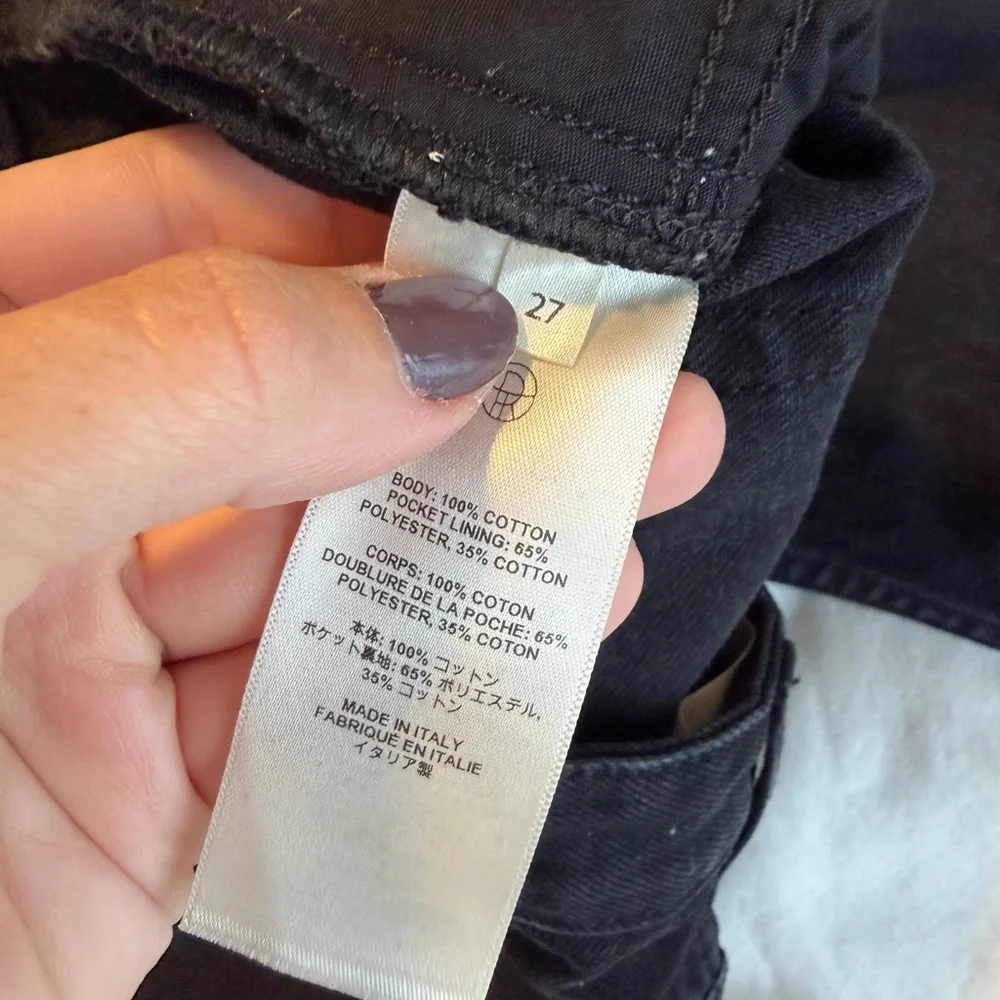 27
BODY: 100% COTTON
POCKET LINING: 65%
POLYESTER, 35% COTTON
CORPS: 100% COTON
DOUBLURE DE LA POCHE: 65%
POLYESTER, 35% COTON
本体: 100% コットン
ポケット裏地: 65% ポリエステル,
35% コットン
MADE IN ITALY
FABRIQUE EN ITALIE
イタリア製